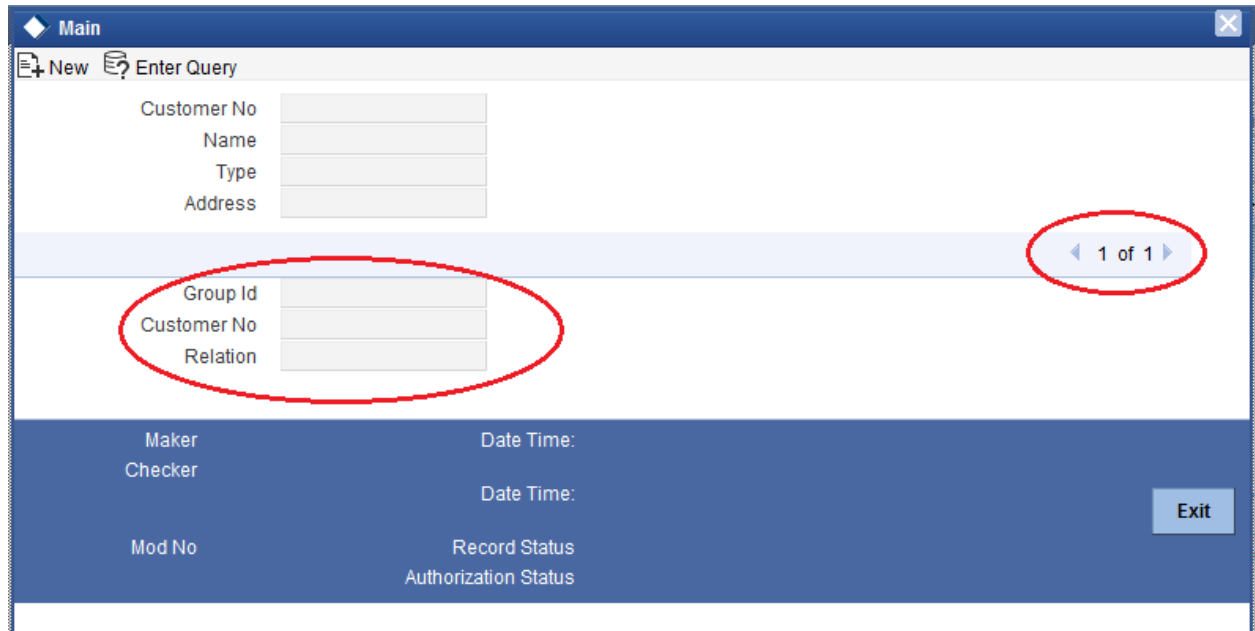 Main
New Enter Query
Customer No
Name
Type
Address
1 of 1
Group Id
Customer No
Relation
Maker Date Time:
Checker
Date Time:
Exit
Mod No Record Status
Authorization Status